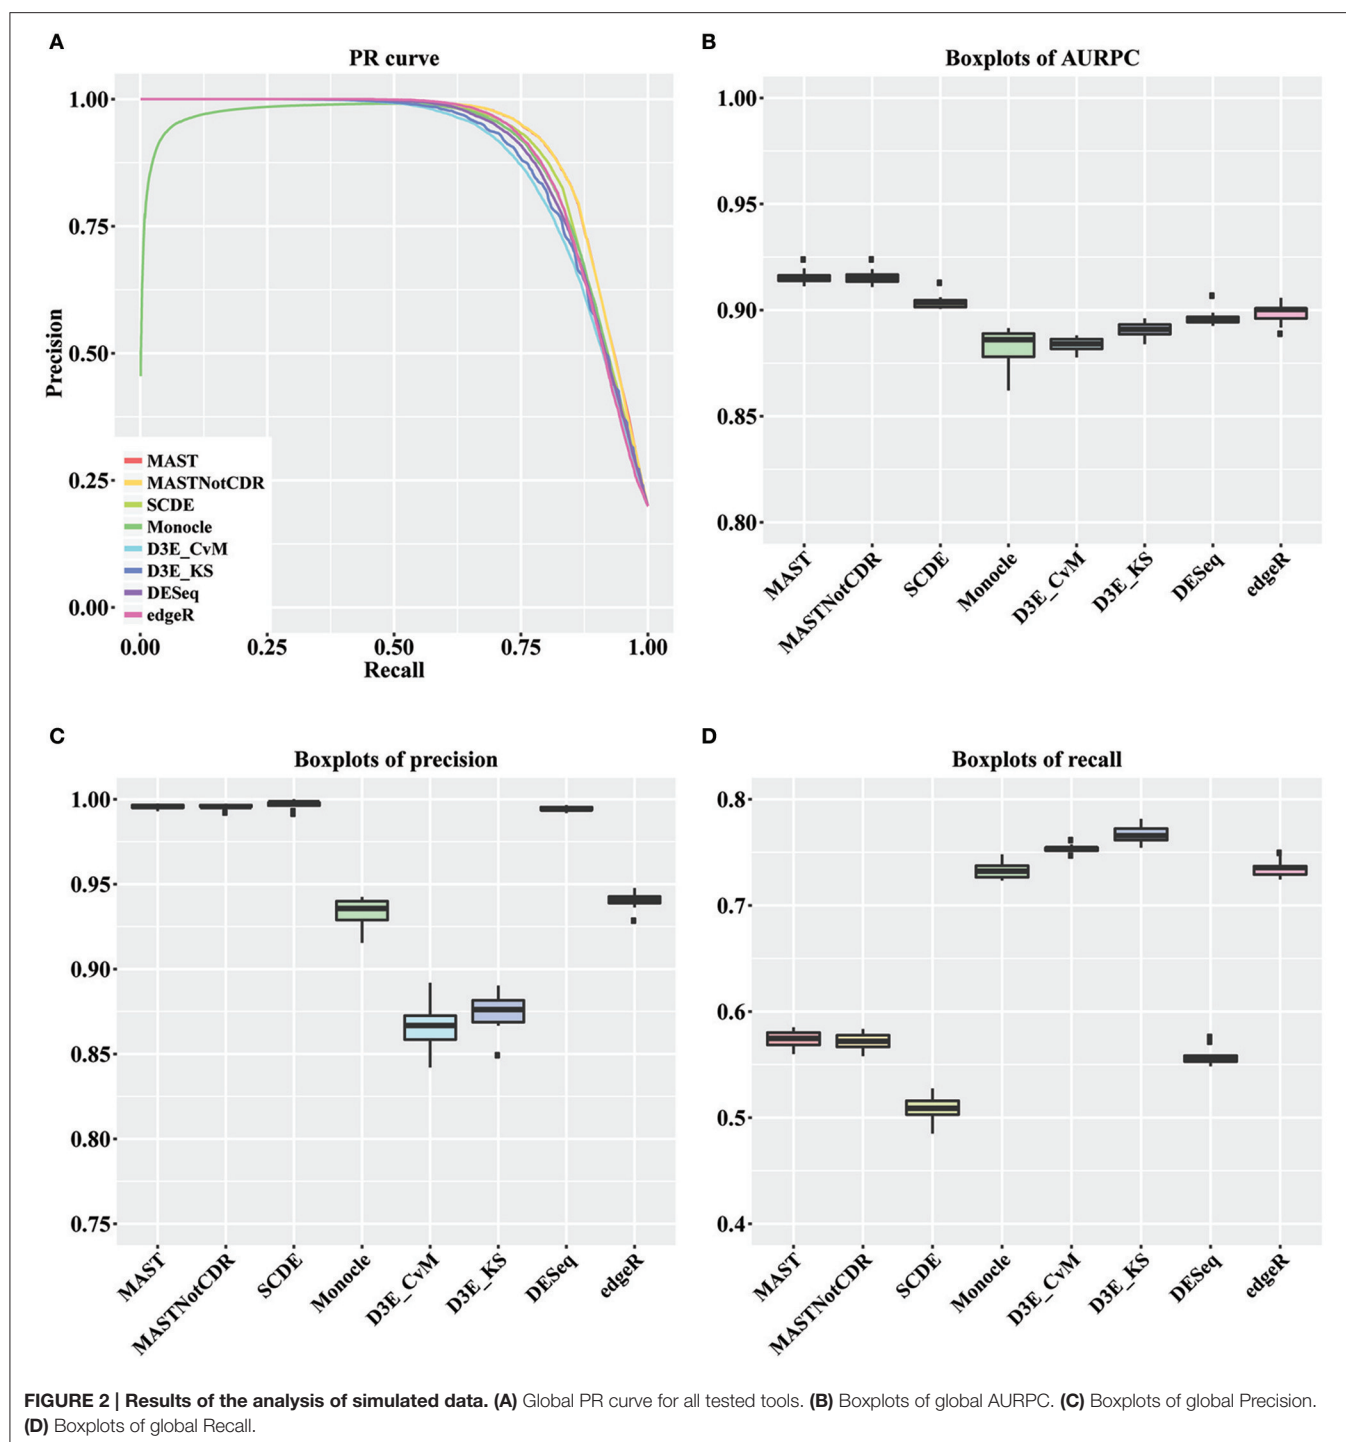 A
PR curve
1.00
0.75
0.50
0.25
0.00
Precision
MAST
MASTNotCDR
SCDE
Monocle
D3E_CvM
D3E_KS
DESeq
edgeR
0.00 0.25 0.50 0.75 1.00
Recall
B
Boxplots of AURPC
1.00
0.95
0.90
0.85
0.80
MAST
MASTNotCDR
SCDE
Monocle
D3E_CvM
D3E_KS
DESeq
edgeR
C
Boxplots of precision
1.00
0.95
0.90
0.85
0.80
0.75
MAST
MASTNotCDR
SCDE
Monocle
D3E_CvM
D3E_KS
DESeq
edgeR
D
Boxplots of recall
0.8
0.7
0.6
0.5
0.4
MAST
MASTNotCDR
SCDE
Monocle
D3E_CvM
D3E_KS
DESeq
edgeR
FIGURE 2 | Results of the analysis of simulated data. (A) Global PR curve for all tested tools. (B) Boxplots of global AURPC. (C) Boxplots of global Precision.
(D) Boxplots of global Recall.